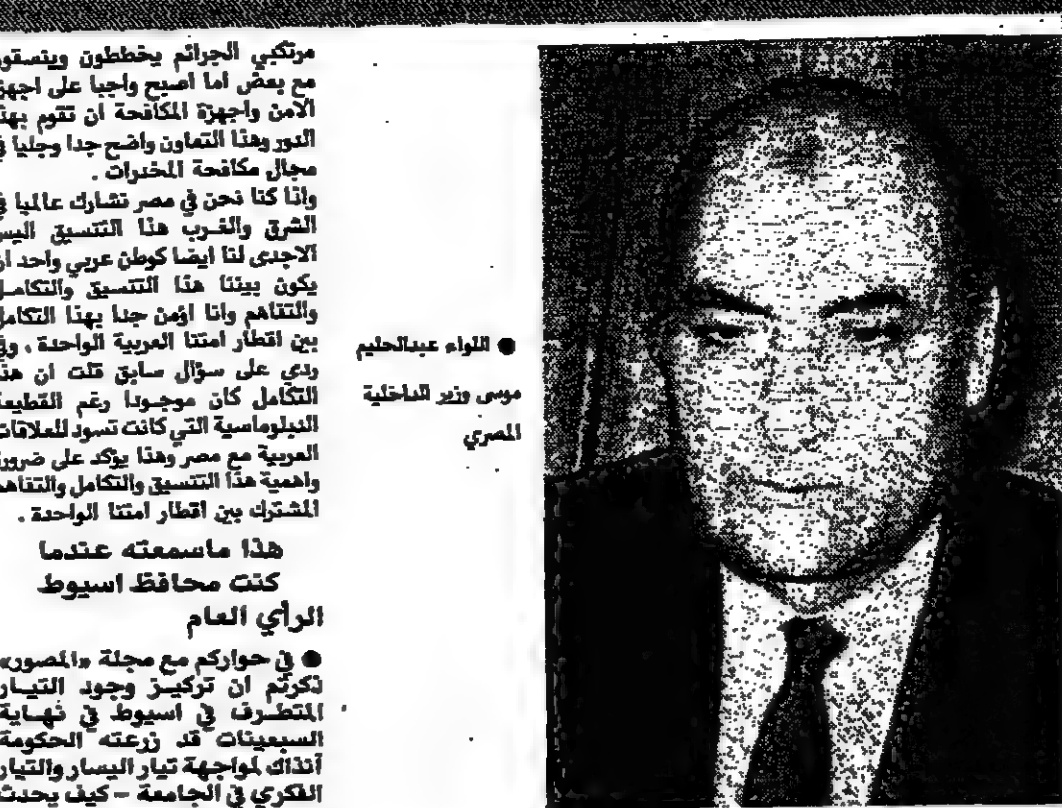 مرتكبي الجرائم يخططون وينسقو
مع بعض اما اصبح واجبا على اجهز
الامن واجهزة المكافحة ان تقوم بهذ
الدور وهذا التعاون واضح جدا وجليا في
مجال مكافحة المخدرات .
واذا كنا نحن في مصر نشارك عالميا في
الشرق والغرب هذا التنسيق اليس
الاجدى لنا ايضا كوطن عربي واحد ان
يكون بيننا هذا التنسيق والتكامل
والتفاهم وانا اؤمن جدا بهذا التكامل
بين اقطار امتنا العربية الواحدة ، وفي
ردي على سؤال سابق قلت ان هذ
التكامل كان موجودا رغم القطيعة
الدبلوماسية التي كانت تسود للعلاقات
العربية مع مصر وهذا يؤكد على ضرورة
واهمية هذا التنسيق والتكامل والتفاهم
المشترك بين اقطار امتنا الواحدة .
هذا ماسمعته عندما
كنت محافظ اسيوط
الرأي العام
● في حواركم مع مجلة «المصور»
ذكرتم ان تركيز وجود التيار
المتطرف في اسيوط في نهاية
السبعينات قد زرعته الحكومة
آنذاك لمواجهة تيار اليسار والتيار
الفكري في الجامعة – كيف يحدث
● اللواء عبدالحليم
موسى وزير الداخلية
المصري